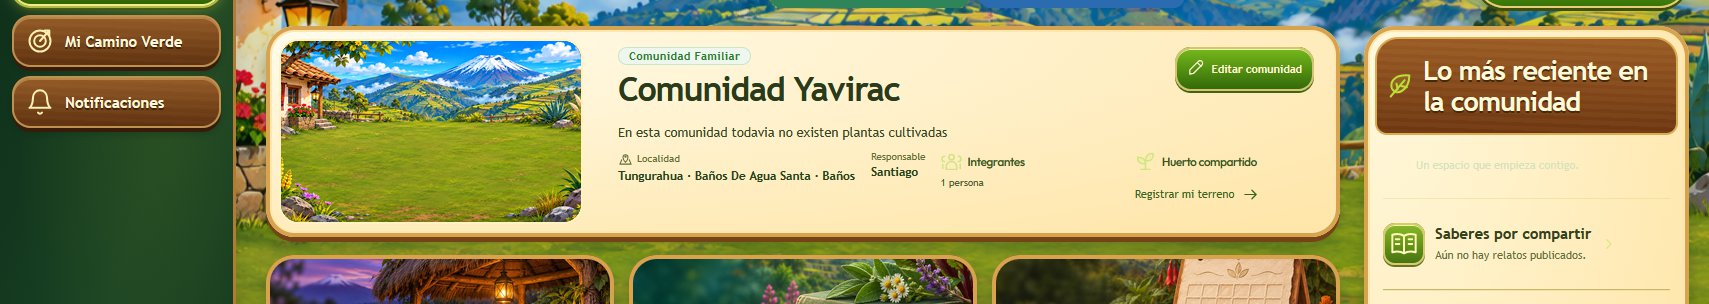 Mi Camino Verde
Notificaciones
Comunidad Familiar
Comunidad Yavirac
Editar comunidad
En esta comunidad todavia no existen plantas cultivadas
Localidad
Tungurahua · Baños De Agua Santa · Baños
Responsable
Santiago
Integrantes
1 persona
Huerto compartido
Registrar mi terreno →
Lo más reciente en
la comunidad
Un espacio que empieza contigo.
Saberes por compartir
Aún no hay relatos publicados.